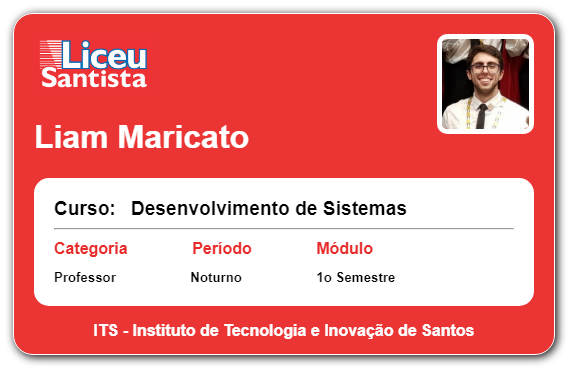 Liceu
Santista
Liam Maricato
Curso: Desenvolvimento de Sistemas
Categoria Período Módulo
Professor Noturno 1o Semestre
ITS - Instituto de Tecnologia e Inovação de Santos